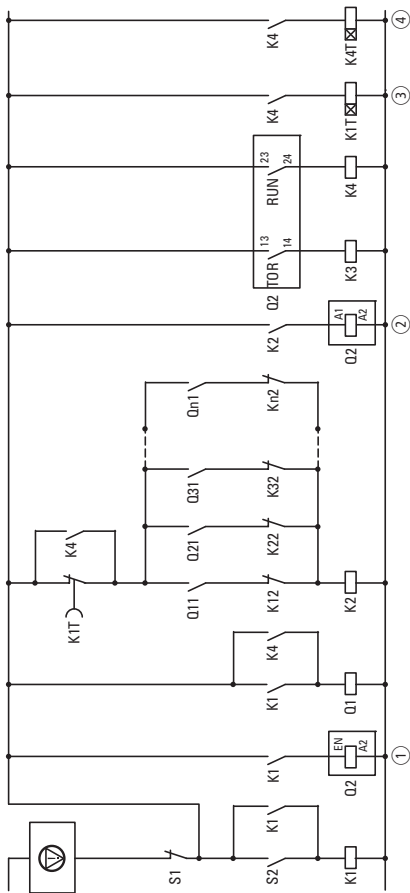 S1
S2
K1
K1
K1
EN
A2
Q2
①
K1
K4
Q1
K1T
K4
Q11
K12
K2
Q21
K22
Q31
K32
Qn1
Kn2
K2
A1
A2
Q2
②
Q2
TOR
13
14
K3
RUN
23
24
K4
K4
K1T
③
K4
K4T
④